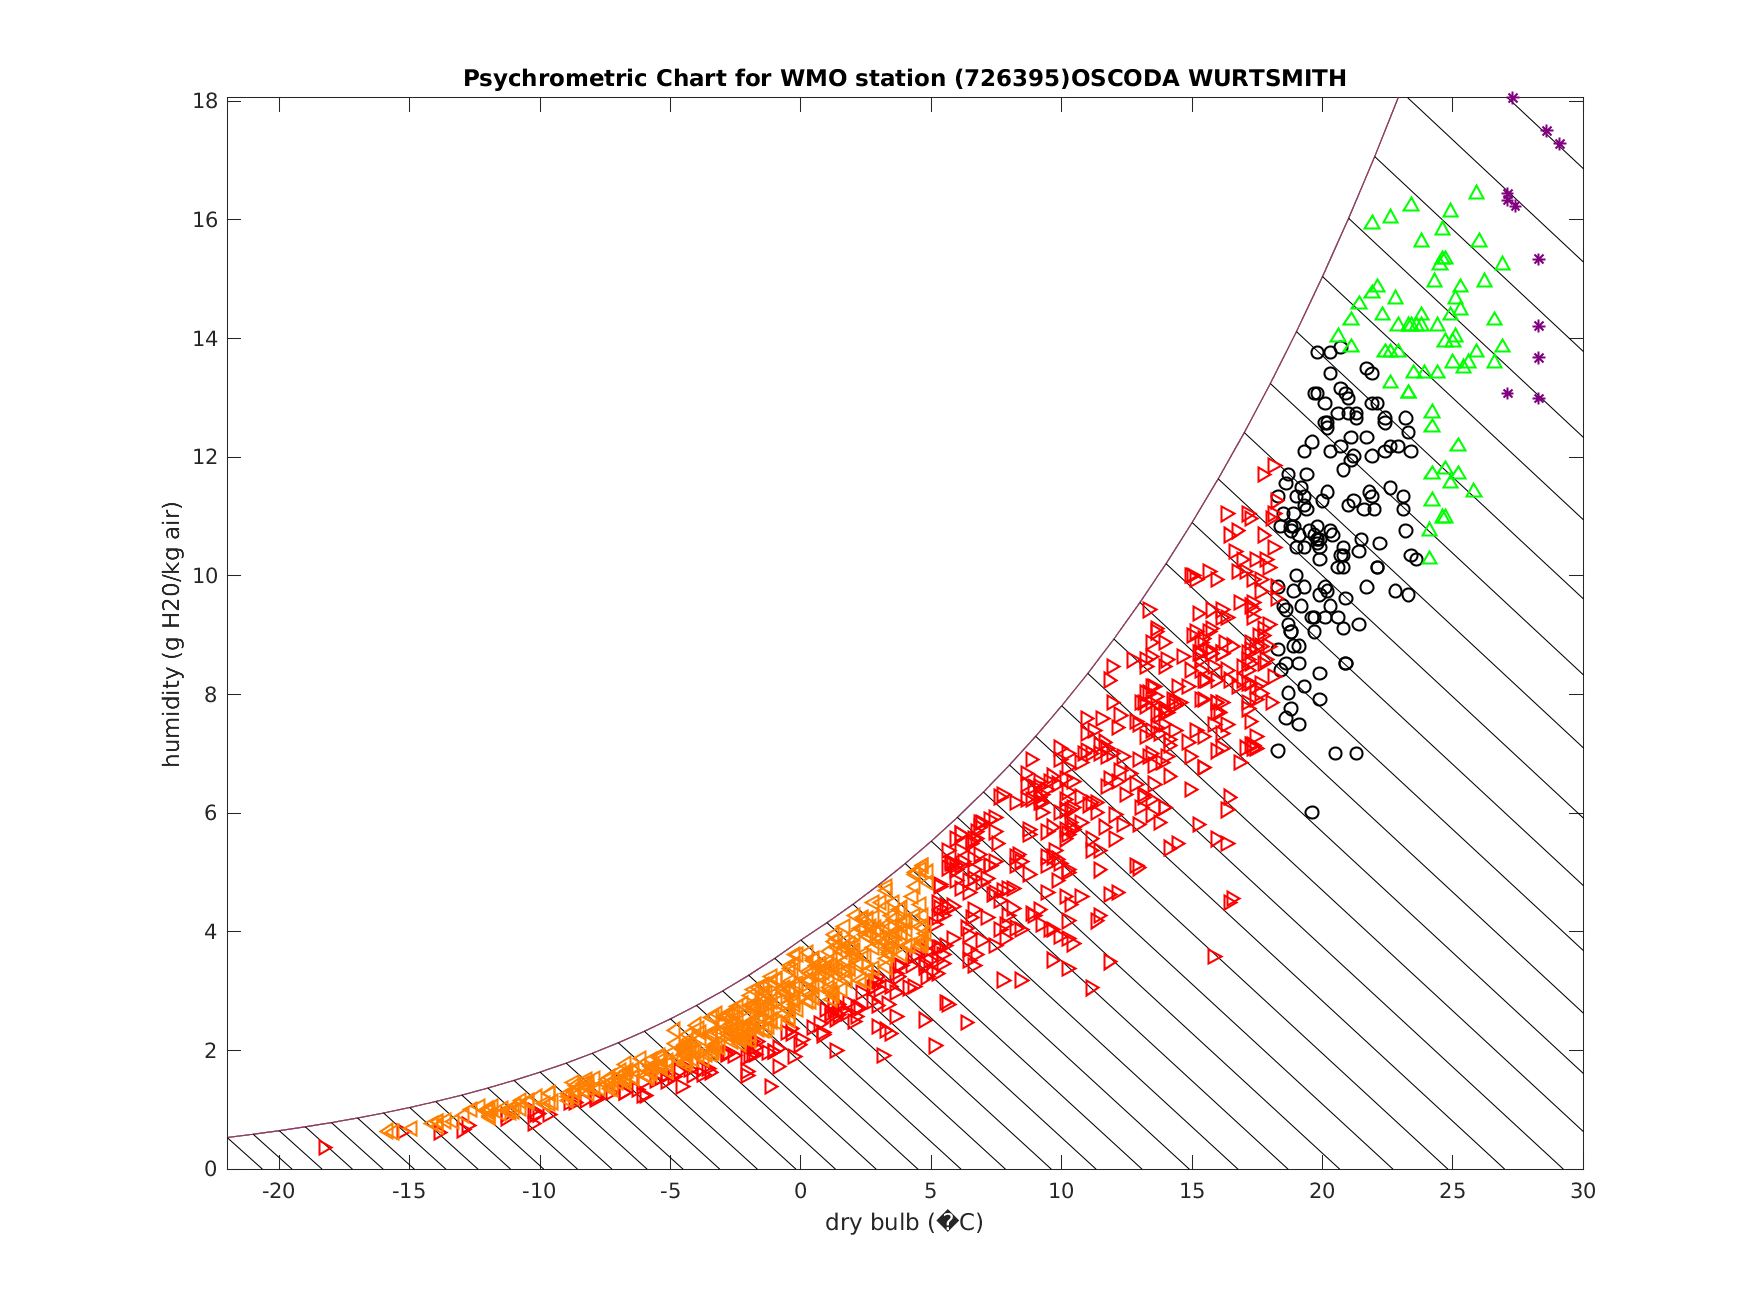 Psychrometric Chart for WMO station (726395)OSCODA WURTSMITH
18
16
14
12
10
8
6
4
2
0
humidity (g H20/kg air)
-20 -15 -10 -5 0 5 10 15 20 25 30
dry bulb (�C)